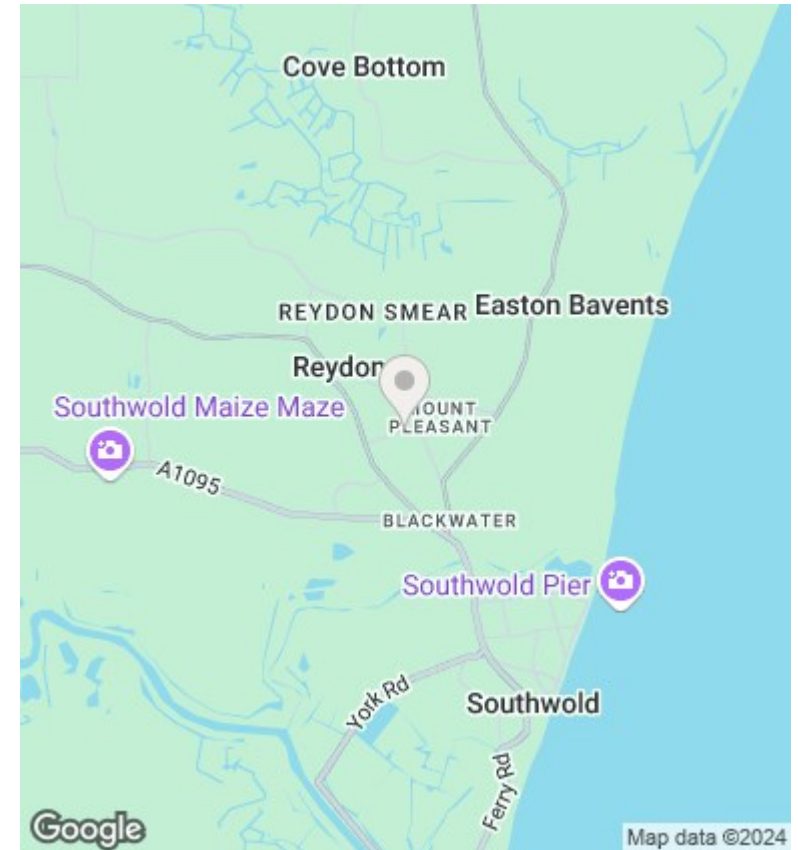 Cove Bottom
REYDON SMEAR
Easton Bavents
Reydon
Southwold Maize Maze
MOUNT
PLEASANT
A1095
BLACKWATER
Southwold Pier
York Rd
Southwold
Ferry Rd
Google
Map data ©2024